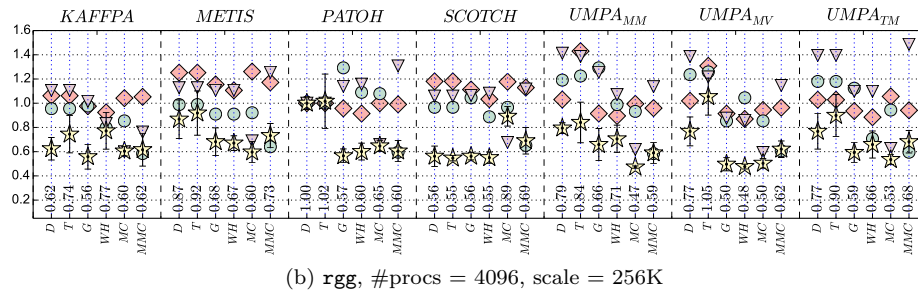 KAFFPA METIS PATOH SCOTCH UMPA_MM UMPA_MV UMPA_TM
1.6
1.4
1.2
1.0
0.8
0.6
0.4
0.2
0.62 0.74 0.56 0.77 0.60 0.62 0.87 0.92 0.68 0.67 0.60 0.73 1.00 1.02 0.57 0.60 0.65 0.60 0.56 0.55 0.56 0.55 0.89 0.69 0.79 0.84 0.66 0.71 0.47 0.59 0.77 1.05 0.50 0.48 0.50 0.62 0.77 0.90 0.59 0.66 0.53 0.68
D T G WH MC MMC D T G WH MC MMC D T G WH MC MMC D T G WH MC MMC D T G WH MC MMC D T G WH MC MMC D T G WH MC MMC
(b) rgg, #procs = 4096, scale = 256K